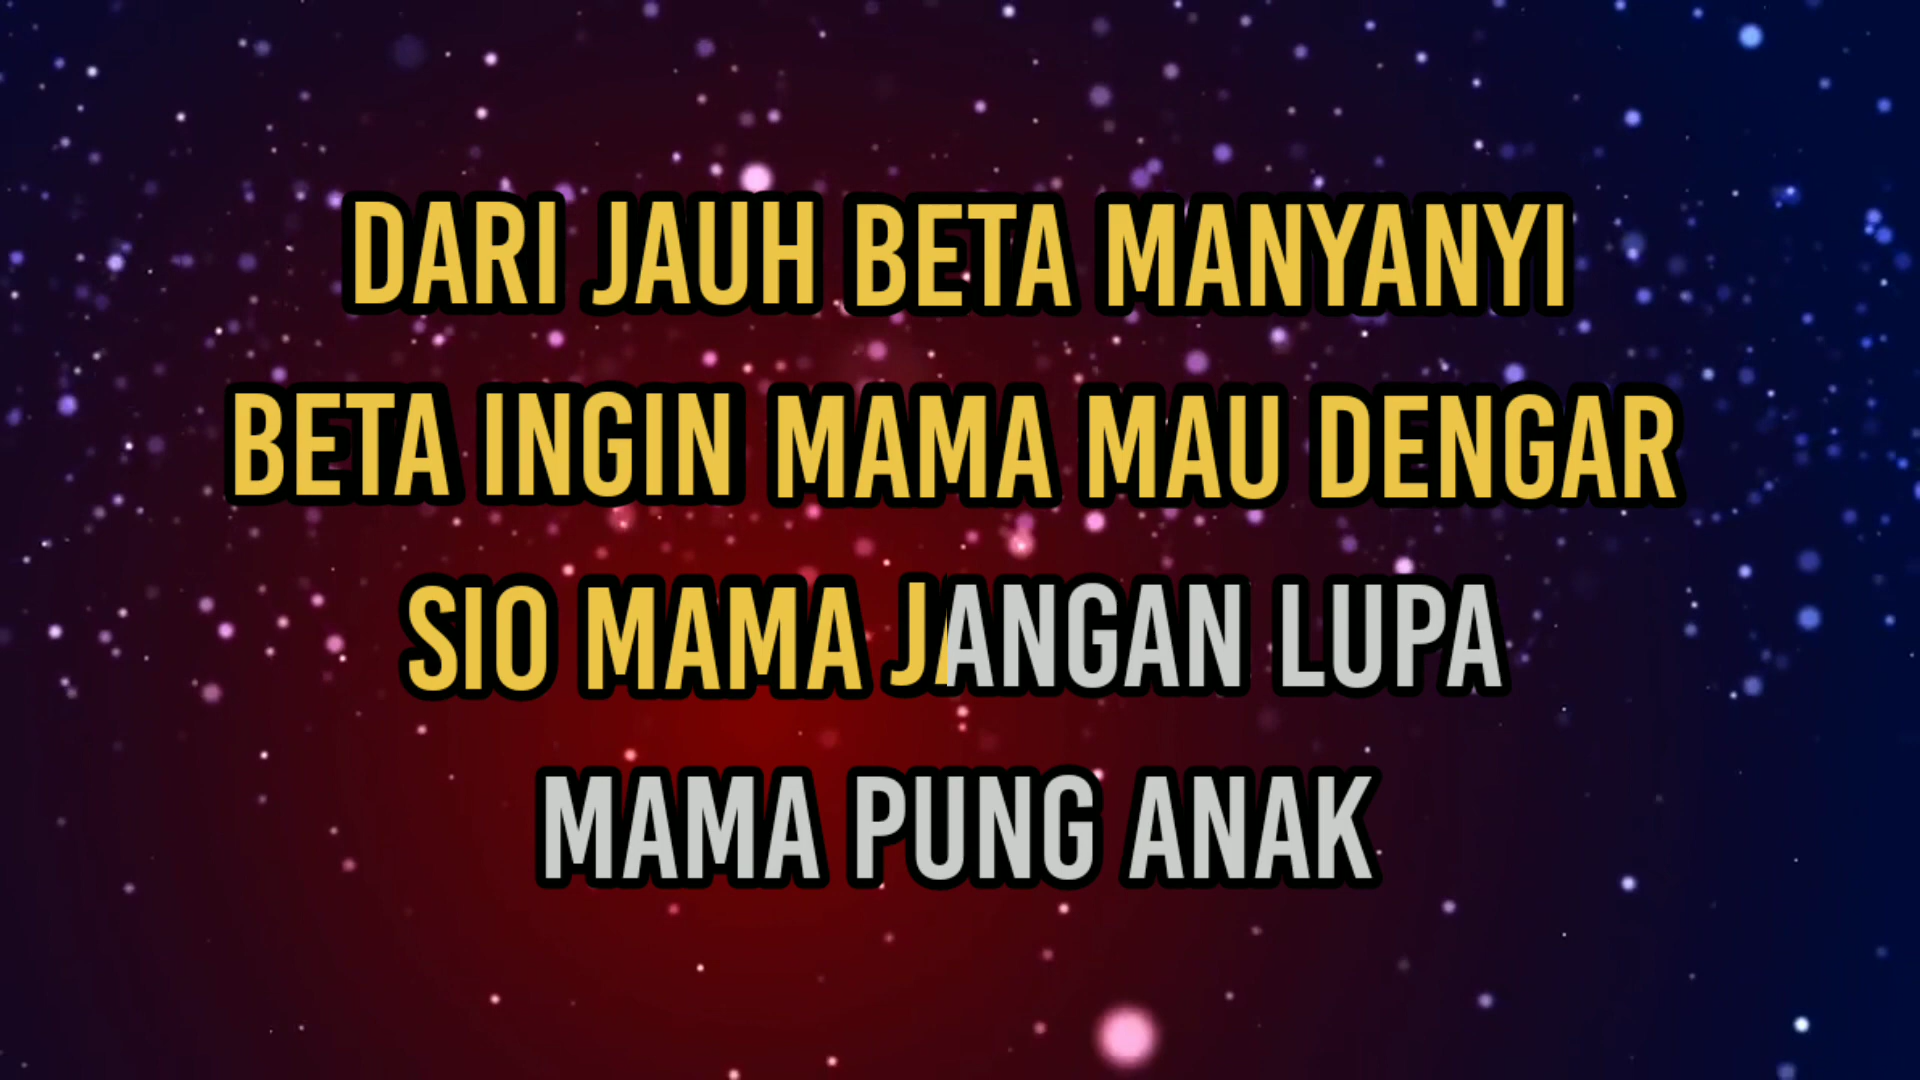 DARI JAUH BETA MANYANYI
BETA INGIN MAMA MAU DENGAR
SIO MAMA JANGAN LUPA
MAMA PUNG ANAK